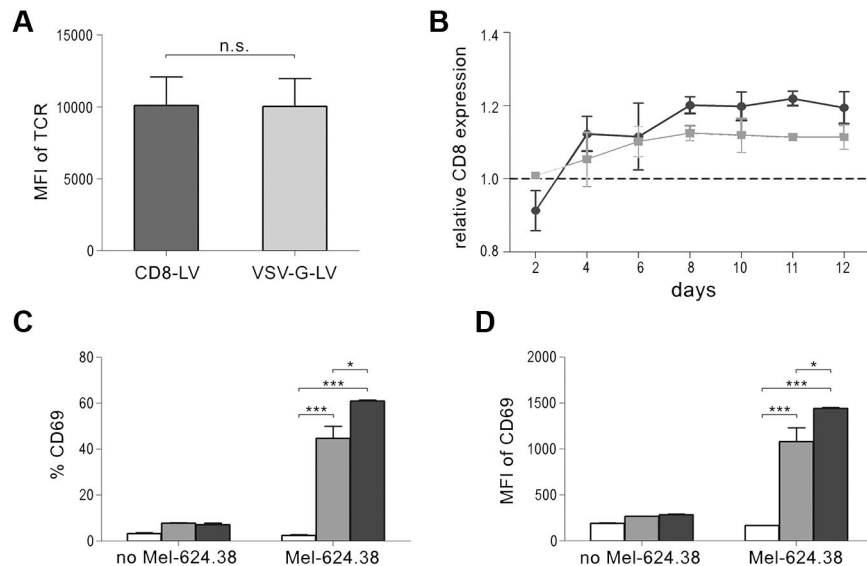 A
MFI of TCR
15000
10000
5000
0
n.s.
CD8-LV
VSV-G-LV
B
relative CD8 expression
1.4
1.2
1.0
0.8
2
4
6
8
10
11
12
days
C
% CD69
80
60
40
20
0
*
***
***
no Mel-624.38
Mel-624.38
D
MFI of CD69
2000
1500
1000
500
0
*
***
***
no Mel-624.38
Mel-624.38